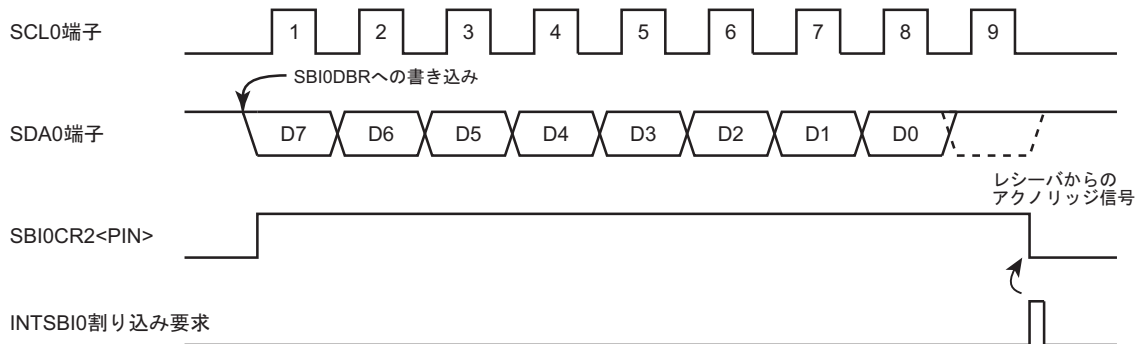 SCL0端子
1 2 3 4 5 6 7 8 9
SBI0DBRへの書き込み
SDA0端子
D7 D6 D5 D4 D3 D2 D1 D0
レシーバからの
アクノリッジ信号
SBI0CR2<PIN>
INTSBI0割り込み要求